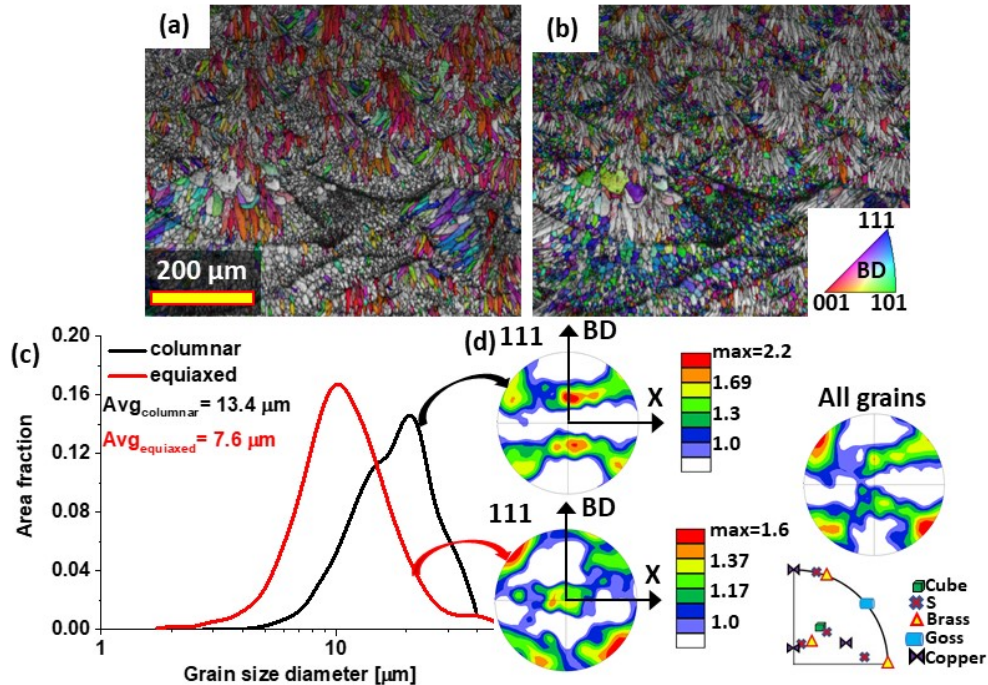 (a)
(b)
200 μm
111
BD
001 101
(c)
0.20
0.16
0.12
0.08
0.04
0.00
Area fraction
columnar
equiaxed
Avgcolumnar= 13.4 μm
Avgequiaxed= 7.6 μm
1
10
Grain size diameter [μm]
(d)
111
BD
X
max=2.2
1.69
1.3
1.0
111
BD
X
max=1.6
1.37
1.17
1.0
All grains
Cube
S
Brass
Goss
Copper